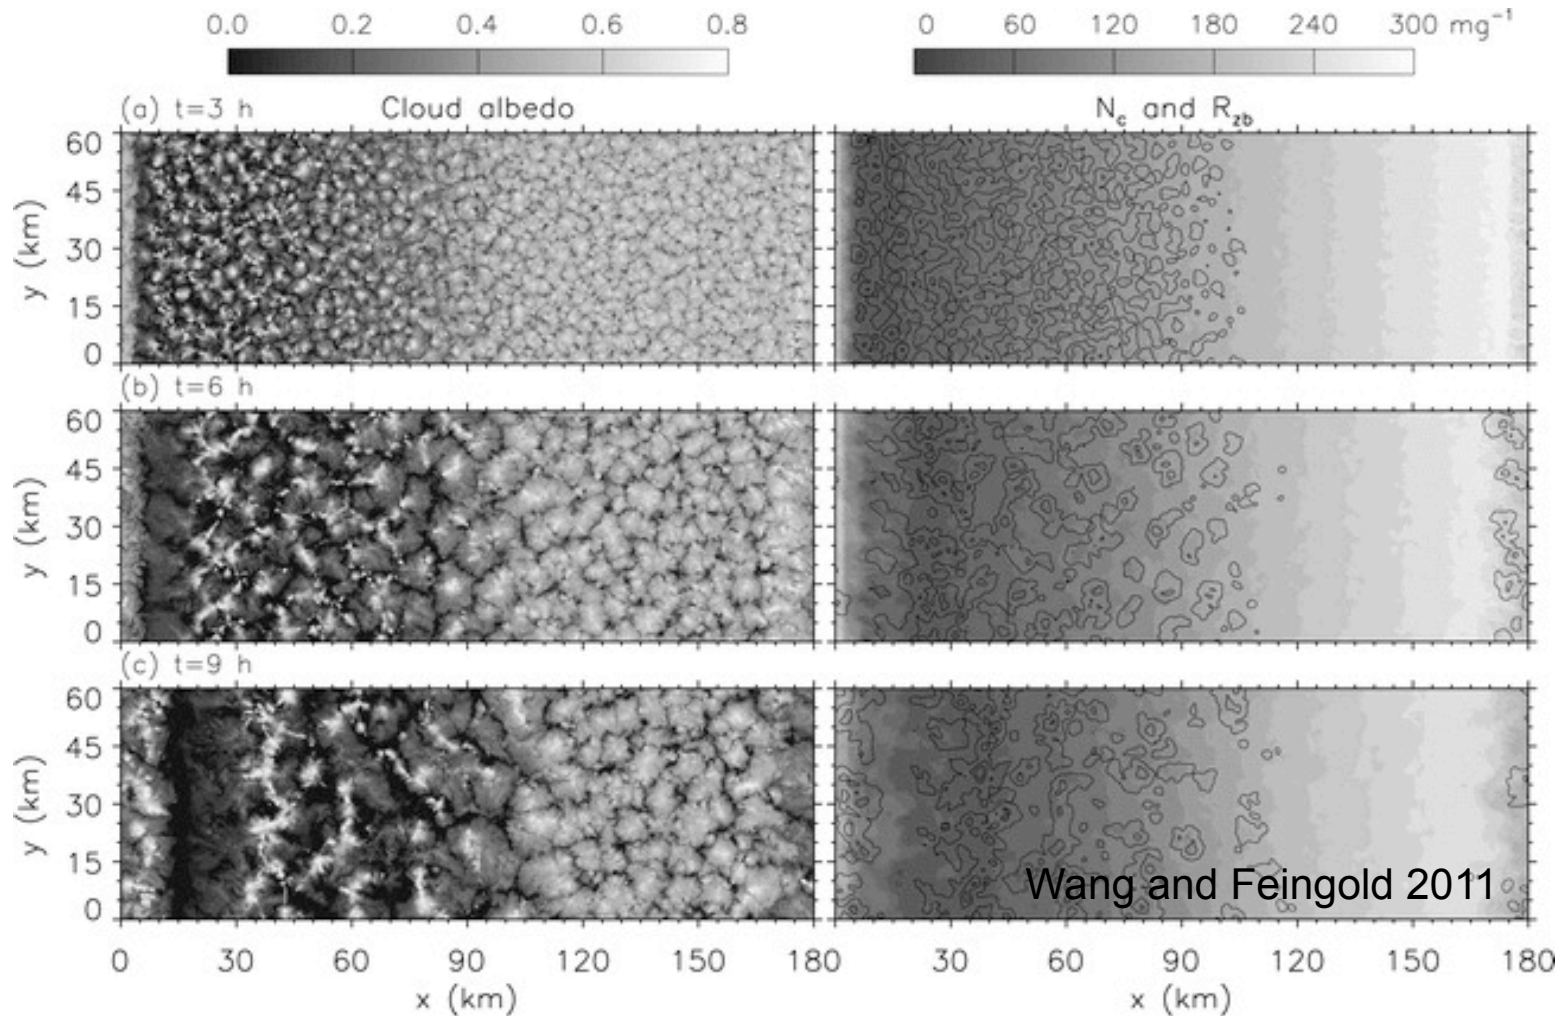 0.0 0.2 0.4 0.6 0.8
0 60 120 180 240 300 mg⁻¹
(a) t=3 h
Cloud albedo
N_c and R_zb
60
45
30
15
0
y (km)
(b) t=6 h
60
45
30
15
0
y (km)
(c) t=9 h
60
45
30
15
0
y (km)
Wang and Feingold 2011
0 30 60 90 120 150 180
30 60 90 120 150 180
x (km)
x (km)